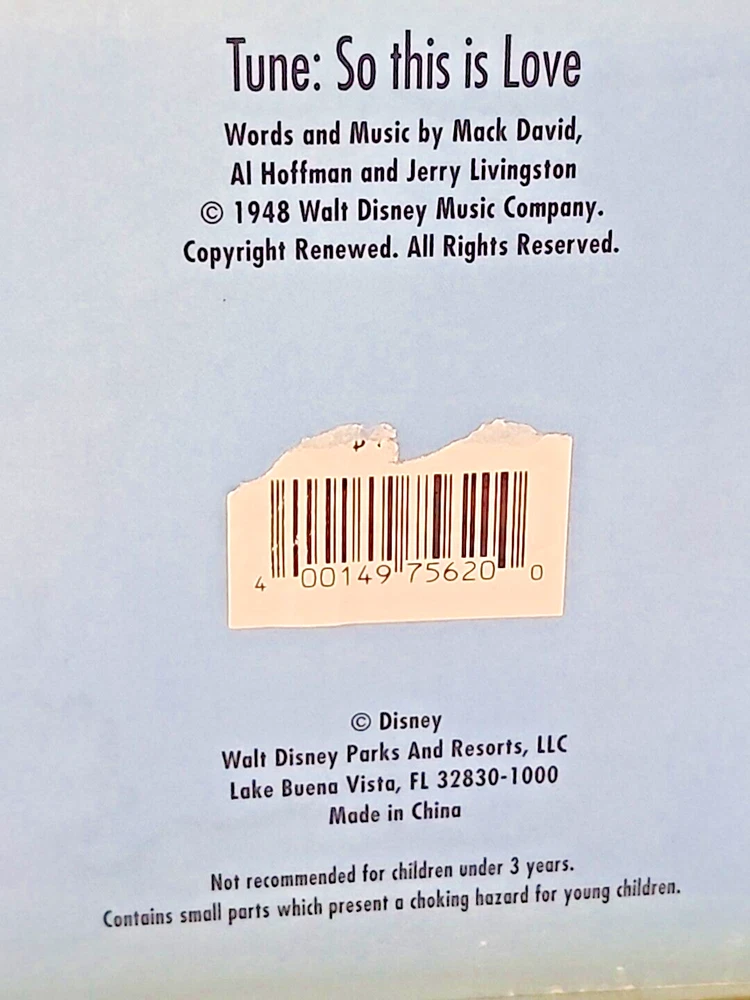 Tune: So this is Love
Words and Music by Mack David,
Al Hoffman and Jerry Livingston
© 1948 Walt Disney Music Company.
Copyright Renewed. All Rights Reserved.
4 00149 75620 0
© Disney
Walt Disney Parks And Resorts, LLC
Lake Buena Vista, FL 32830-1000
Made in China
Not recommended for children under 3 years.
Contains small parts which present a choking hazard for young children.